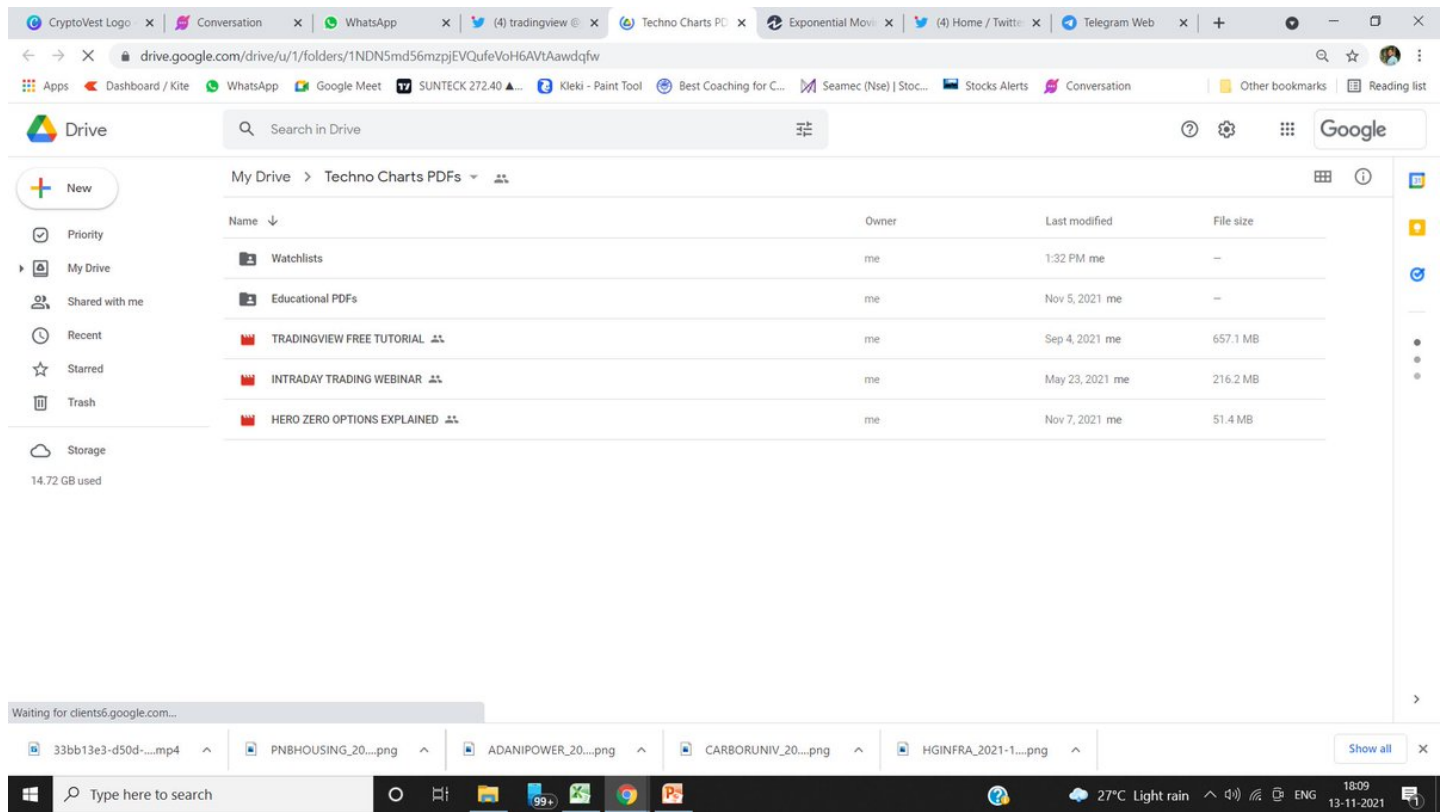 CryptoVest Logo
Conversation
WhatsApp
(4) tradingview @
Techno Charts PD
Exponential Movi
(4) Home / Twitte
Telegram Web
drive.google.com/drive/u/1/folders/1NDN5md56mzpjEVQufeVoH6AVtAawdqfw
Apps
Dashboard / Kite
WhatsApp
Google Meet
SUNTECK 272.40 ▲...
Kleki - Paint Tool
Best Coaching for C...
Seamec (Nse) | Stoc...
Stocks Alerts
Conversation
Other bookmarks
Reading list
Drive
Search in Drive
Google
New
Priority
My Drive
Shared with me
Recent
Starred
Trash
Storage
14.72 GB used
My Drive > Techno Charts PDFs
Name Owner Last modified File size
Watchlists me 1:32 PM me –
Educational PDFs me Nov 5, 2021 me –
TRADINGVIEW FREE TUTORIAL me Sep 4, 2021 me 657.1 MB
INTRADAY TRADING WEBINAR me May 23, 2021 me 216.2 MB
HERO ZERO OPTIONS EXPLAINED me Nov 7, 2021 me 51.4 MB
31
Waiting for clients6.google.com...
33bb13e3-d50d-....mp4
PNBHOUSING_20....png
ADANIPOWER_20....png
CARBORUNIV_20....png
HGINFRA_2021-1....png
Show all
Type here to search
99+
27°C Light rain
ENG
18:09
13-11-2021
1